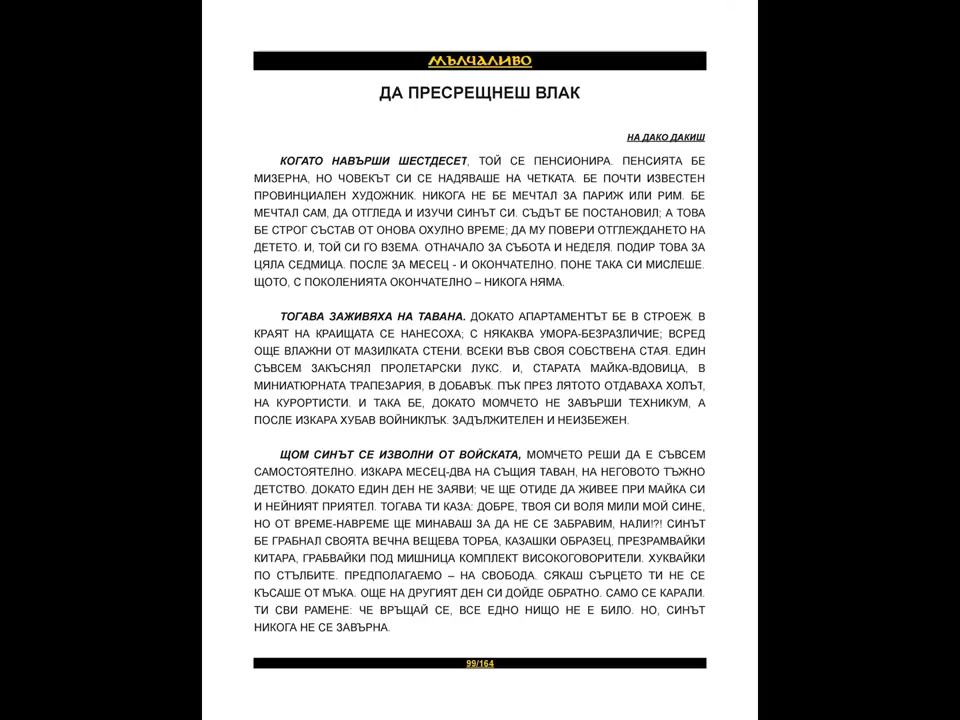 МЪЛЧАЛИВО
ДА ПРЕСРЕЩНЕШ ВЛАК
НА ДАКО ДАКИШ
КОГАТО НАВЪРШИ ШЕСТДЕСЕТ, ТОЙ СЕ ПЕНСИОНИРА. ПЕНСИЯТА БЕ
МИЗЕРНА, НО ЧОВЕКЪТ СИ СЕ НАДЯВАШЕ НА ЧЕТКАТА. БЕ ПОЧТИ ИЗВЕСТЕН
ПРОВИНЦИАЛЕН ХУДОЖНИК. НИКОГА НЕ БЕ МЕЧТАЛ ЗА ПАРИЖ ИЛИ РИМ. БЕ
МЕЧТАЛ САМ, ДА ОТГЛЕДА И ИЗУЧИ СИНЪТ СИ. СЪДЪТ БЕ ПОСТАНОВИЛ; А ТОВА
БЕ СТРОГ СЪСТАВ ОТ ОНОВА ОХУЛНО ВРЕМЕ; ДА МУ ПОВЕРИ ОТГЛЕЖДАНЕТО НА
ДЕТЕТО. И, ТОЙ СИ ГО ВЗЕМА. ОТНАЧАЛО ЗА СЪБОТА И НЕДЕЛЯ. ПОДИР ТОВА ЗА
ЦЯЛА СЕДМИЦА. ПОСЛЕ ЗА МЕСЕЦ - И ОКОНЧАТЕЛНО. ПОНЕ ТАКА СИ МИСЛЕШЕ.
ЩОТО, С ПОКОЛЕНИЯТА ОКОНЧАТЕЛНО – НИКОГА НЯМА.
ТОГАВА ЗАЖИВЯХА НА ТАВАНА. ДОКАТО АПАРТАМЕНТЪТ БЕ В СТРОЕЖ. В
КРАЯТ НА КРАИЩАТА СЕ НАНЕСОХА; С НЯКАКВА УМОРА-БЕЗРАЗЛИЧИЕ; ВСРЕД
ОЩЕ ВЛАЖНИ ОТ МАЗИЛКАТА СТЕНИ. ВСЕКИ ВЪВ СВОЯ СОБСТВЕНА СТАЯ. ЕДИН
СЪВСЕМ ЗАКЪСНЯЛ ПРОЛЕТАРСКИ ЛУКС. И, СТАРАТА МАЙКА-ВДОВИЦА, В
МИНИАТЮРНАТА ТРАПЕЗАРИЯ, В ДОБАВЪК. ПЪК ПРЕЗ ЛЯТОТО ОТДАВАХА ХОЛЪТ,
НА КУРОРТИСТИ. И ТАКА БЕ, ДОКАТО МОМЧЕТО НЕ ЗАВЪРШИ ТЕХНИКУМ, А
ПОСЛЕ ИЗКАРА ХУБАВ ВОЙНИКЛЪК. ЗАДЪЛЖИТЕЛЕН И НЕИЗБЕЖЕН.
ЩОМ СИНЪТ СЕ ИЗВОЛНИ ОТ ВОЙСКАТА, МОМЧЕТО РЕШИ ДА Е СЪВСЕМ
САМОСТОЯТЕЛНО. ИЗКАРА МЕСЕЦ-ДВА НА СЪЩИЯ ТАВАН, НА НЕГОВОТО ТЪЖНО
ДЕТСТВО. ДОКАТО ЕДИН ДЕН НЕ ЗАЯВИ; ЧЕ ЩЕ ОТИДЕ ДА ЖИВЕЕ ПРИ МАЙКА СИ
И НЕЙНИЯТ ПРИЯТЕЛ. ТОГАВА ТИ КАЗА: ДОБРЕ, ТВОЯ СИ ВОЛЯ МИЛИ МОЙ СИНЕ,
НО ОТ ВРЕМЕ-НАВРЕМЕ ЩЕ МИНАВАШ ЗА ДА НЕ СЕ ЗАБРАВИМ, НАЛИ!?! СИНЪТ
БЕ ГРАБНАЛ СВОЯТА ВЕЧНА ВЕЩЕВА ТОРБА, КАЗАШКИ ОБРАЗЕЦ, ПРЕЗРАМВАЙКИ
КИТАРА, ГРАБВАЙКИ ПОД МИШНИЦА КОМПЛЕКТ ВИСОКОГОВОРИТЕЛИ. ХУКВАЙКИ
ПО СТЪЛБИТЕ. ПРЕДПОЛАГАЕМО – НА СВОБОДА. СЯКАШ СЪРЦЕТО ТИ НЕ СЕ
КЪСАШЕ ОТ МЪКА. ОЩЕ НА ДРУГИЯТ ДЕН СИ ДОЙДЕ ОБРАТНО. САМО СЕ КАРАЛИ.
ТИ СВИ РАМЕНЕ: ЧЕ ВРЪЩАЙ СЕ, ВСЕ ЕДНО НИЩО НЕ Е БИЛО. НО, СИНЪТ
НИКОГА НЕ СЕ ЗАВЪРНА.
99/164